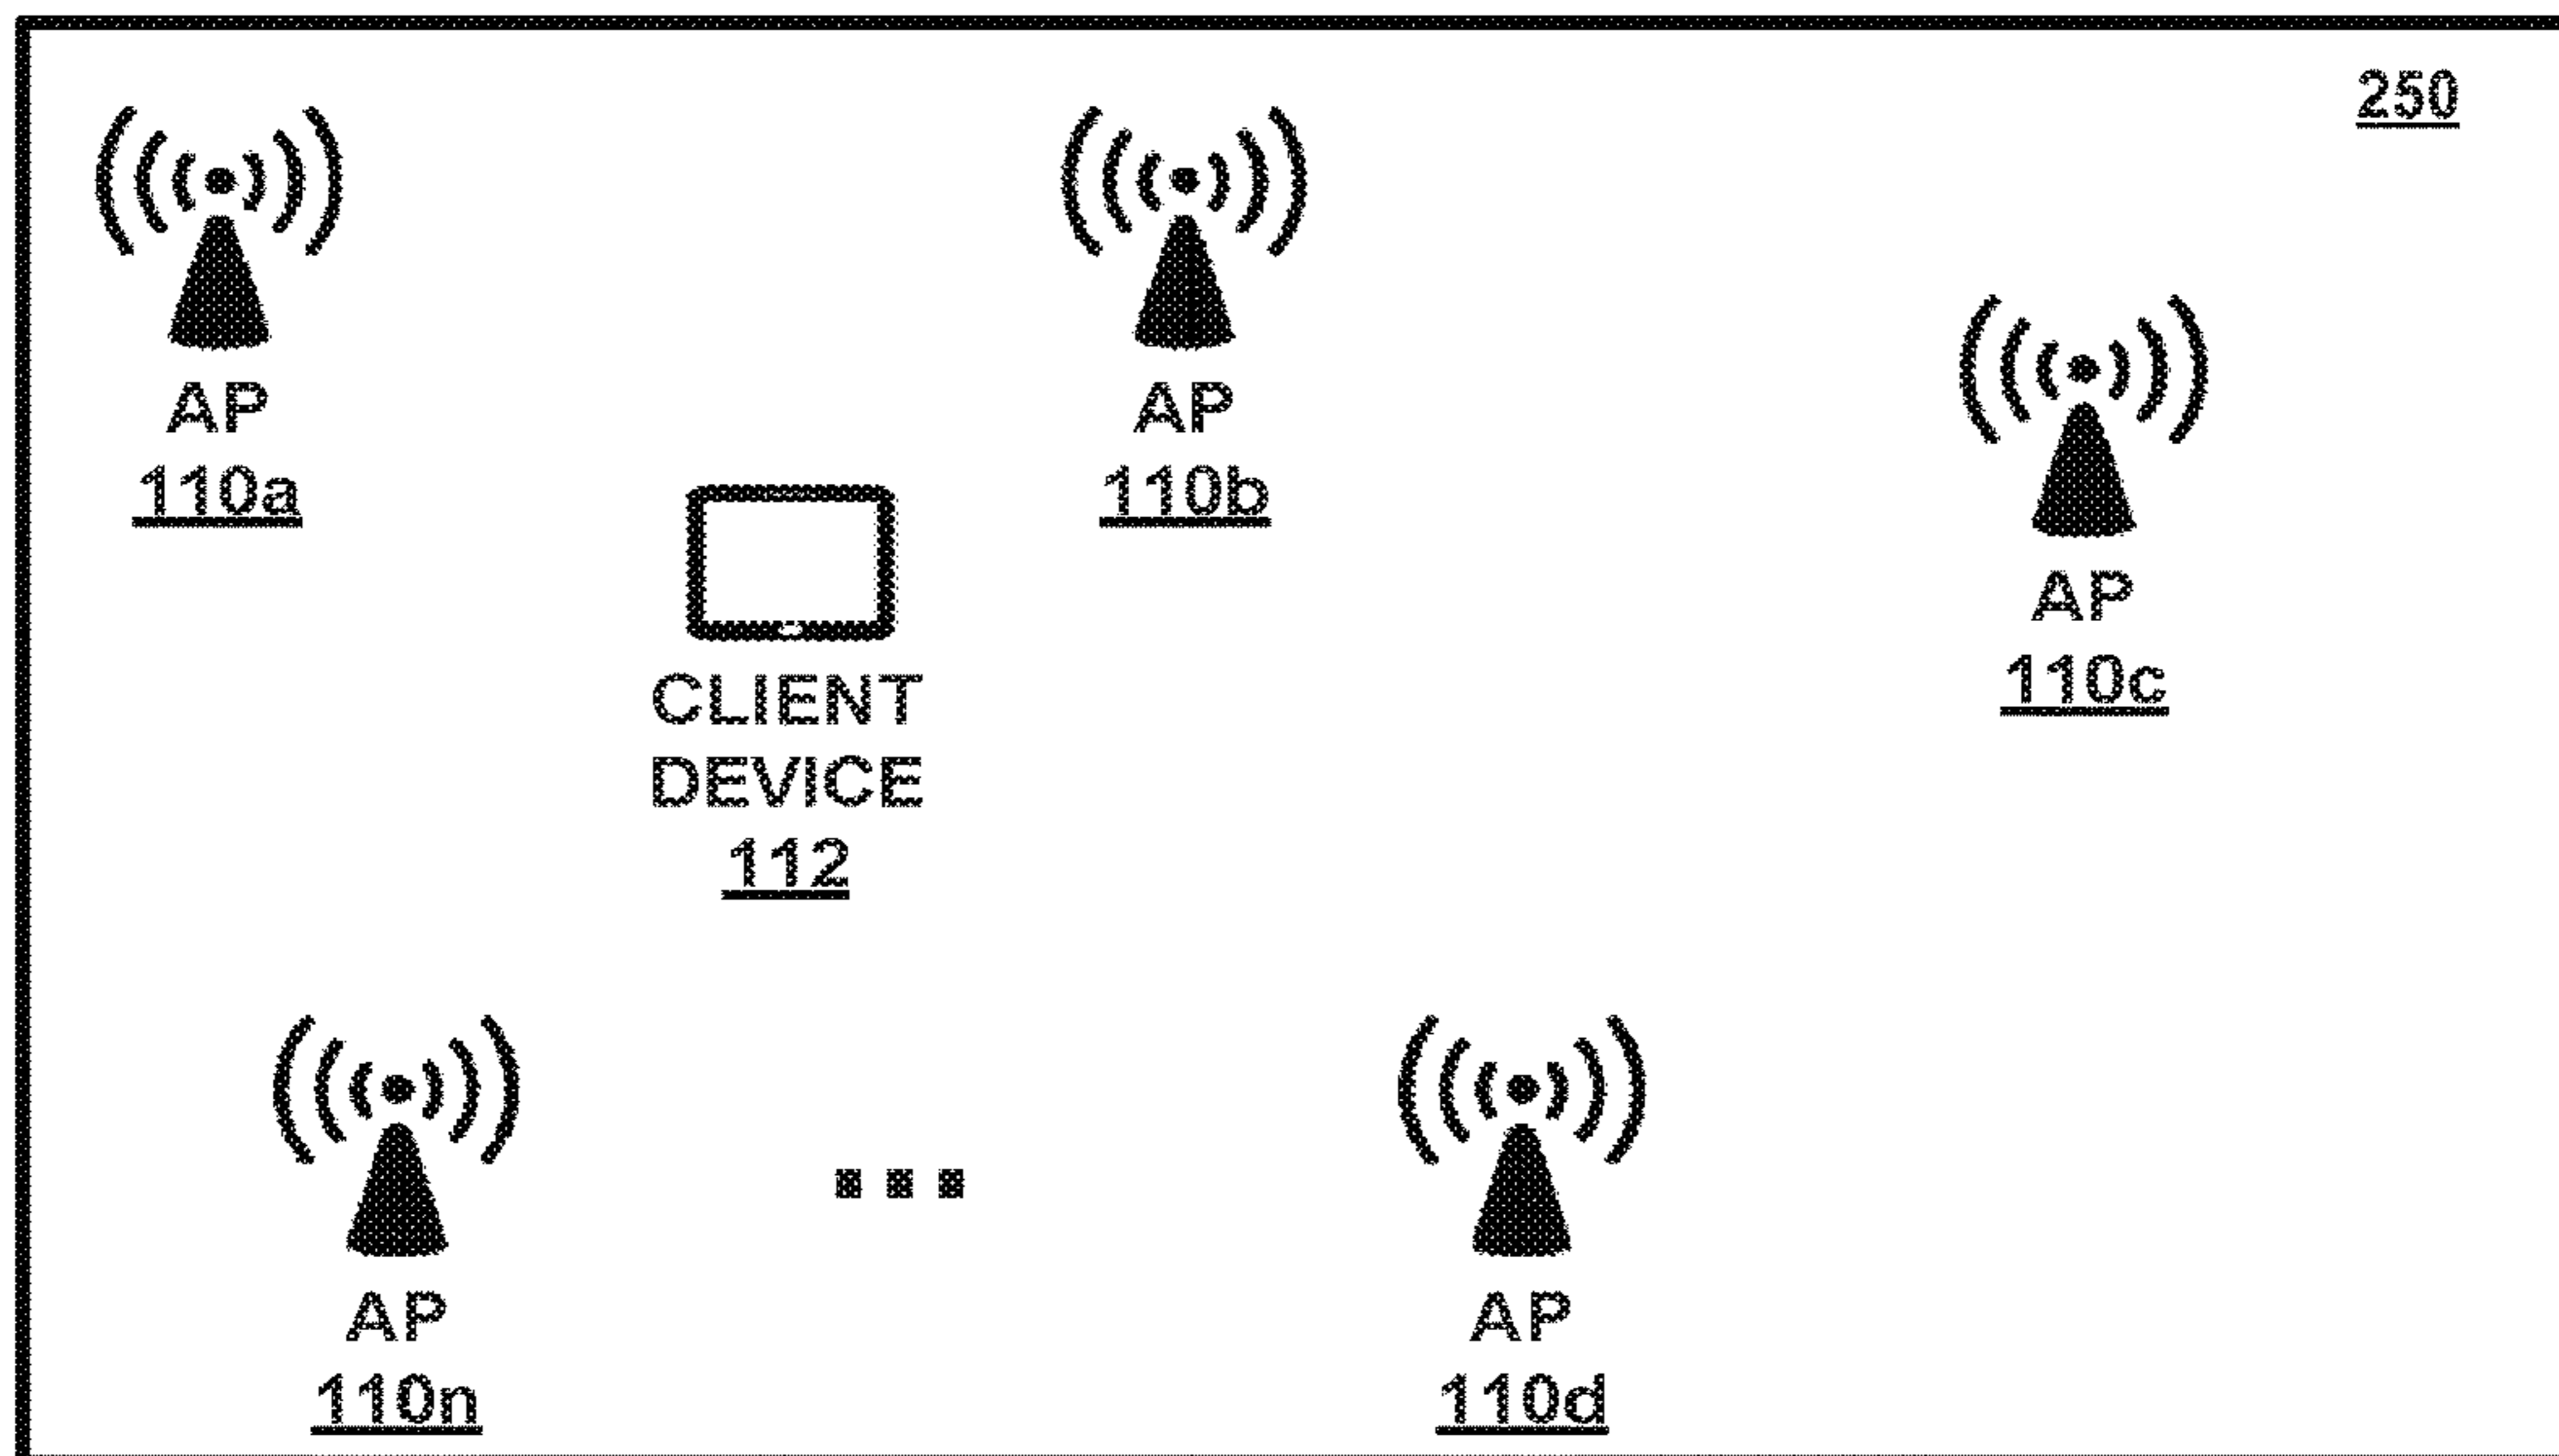 250
AP
110a
AP
110b
AP
110c
CLIENT
DEVICE
112
AP
110n
...
AP
110d